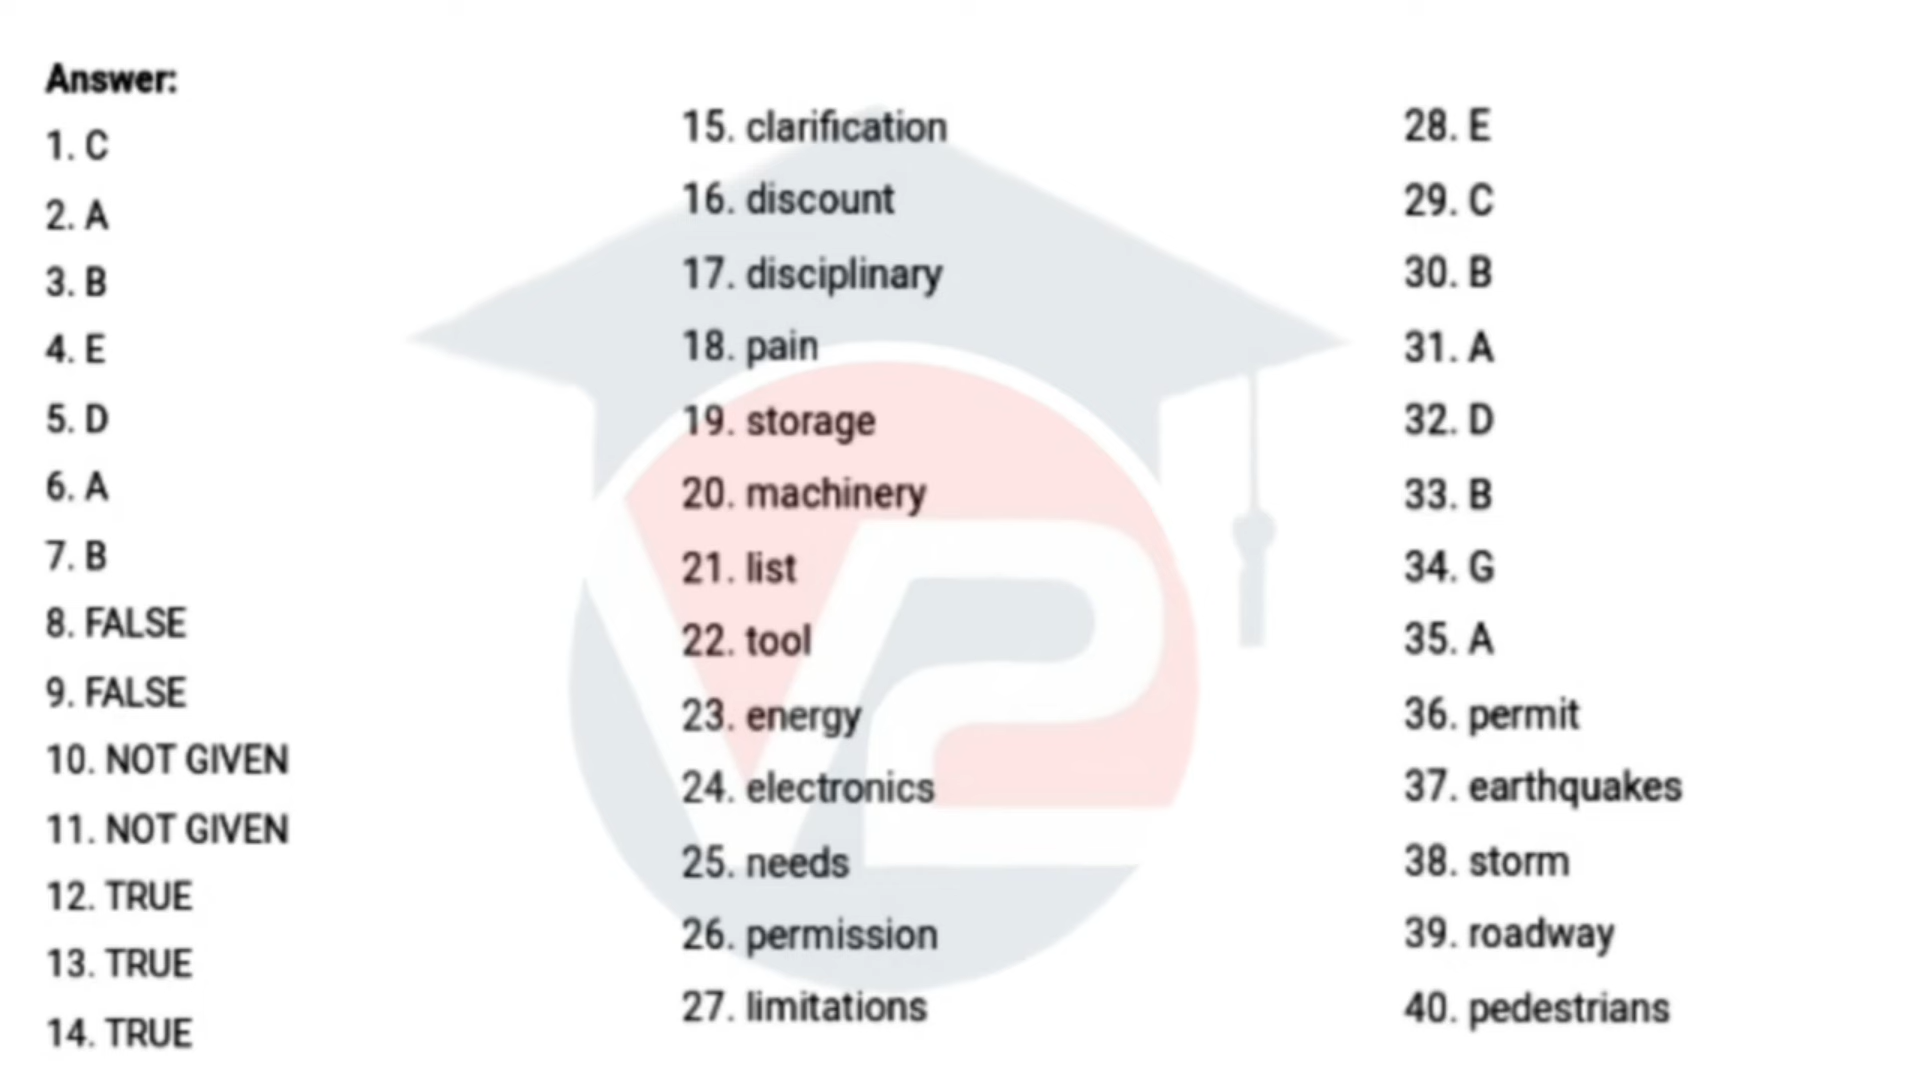 Answer:
1. C
2. A
3. B
4. E
5. D
6. A
7. B
8. FALSE
9. FALSE
10. NOT GIVEN
11. NOT GIVEN
12. TRUE
13. TRUE
14. TRUE
15. clarification
16. discount
17. disciplinary
18. pain
19. storage
20. machinery
21. list
22. tool
23. energy
24. electronics
25. needs
26. permission
27. limitations
28. E
29. C
30. B
31. A
32. D
33. B
34. G
35. A
36. permit
37. earthquakes
38. storm
39. roadway
40. pedestrians
V2